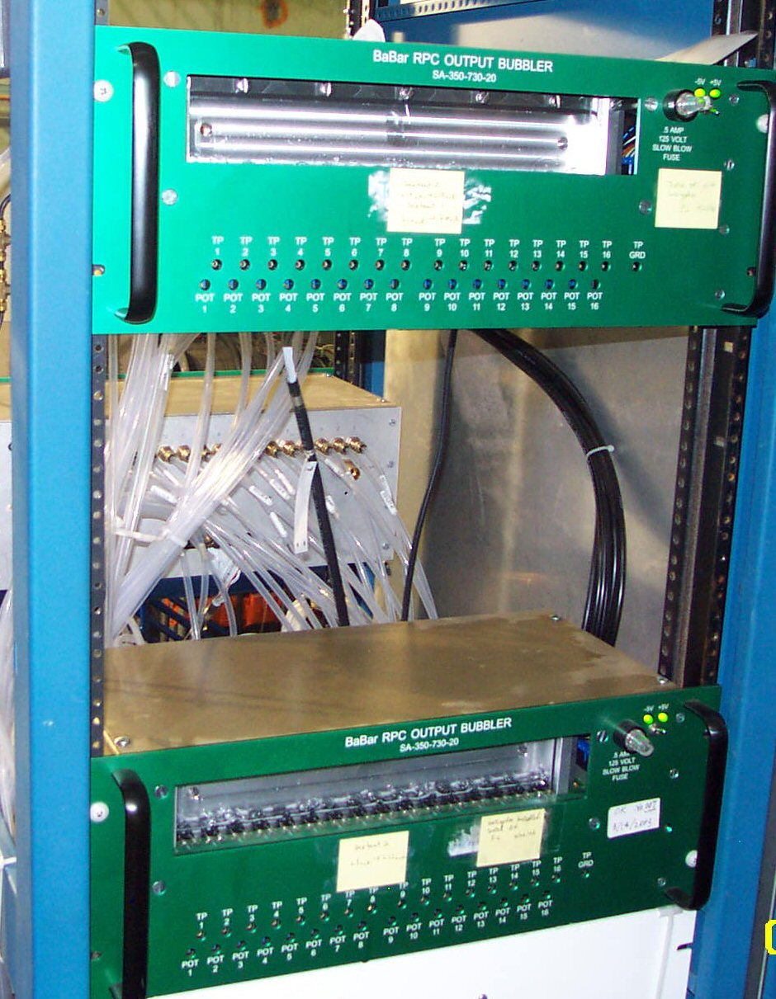 BaBar RPC OUTPUT BUBBLER
SA-350-730-20
-5V +5V
.5 AMP
125 VOLT
SLOW BLOW
FUSE
TP TP TP TP TP TP TP TP TP TP TP TP TP TP TP TP TP
1 2 3 4 5 6 7 8 9 10 11 12 13 14 15 16 GRD
POT POT POT POT POT POT POT POT POT POT POT POT POT POT POT POT
1 2 3 4 5 6 7 8 9 10 11 12 13 14 15 16
BaBar RPC OUTPUT BUBBLER
SA-350-730-20
-5V +5V
.5 AM
125 VOLT
SLOW BLOW
FUSE
OK
Sextant 2
TP TP TP TP TP TP TP TP TP TP TP TP TP TP TP TP TP
1 2 3 4 5 6 7 8 9 10 11 12 13 14 15 16 GRD
POT POT POT POT POT POT POT POT POT POT POT POT POT POT POT POT
1 2 3 4 5 6 7 8 9 10 11 12 13 14 15 16